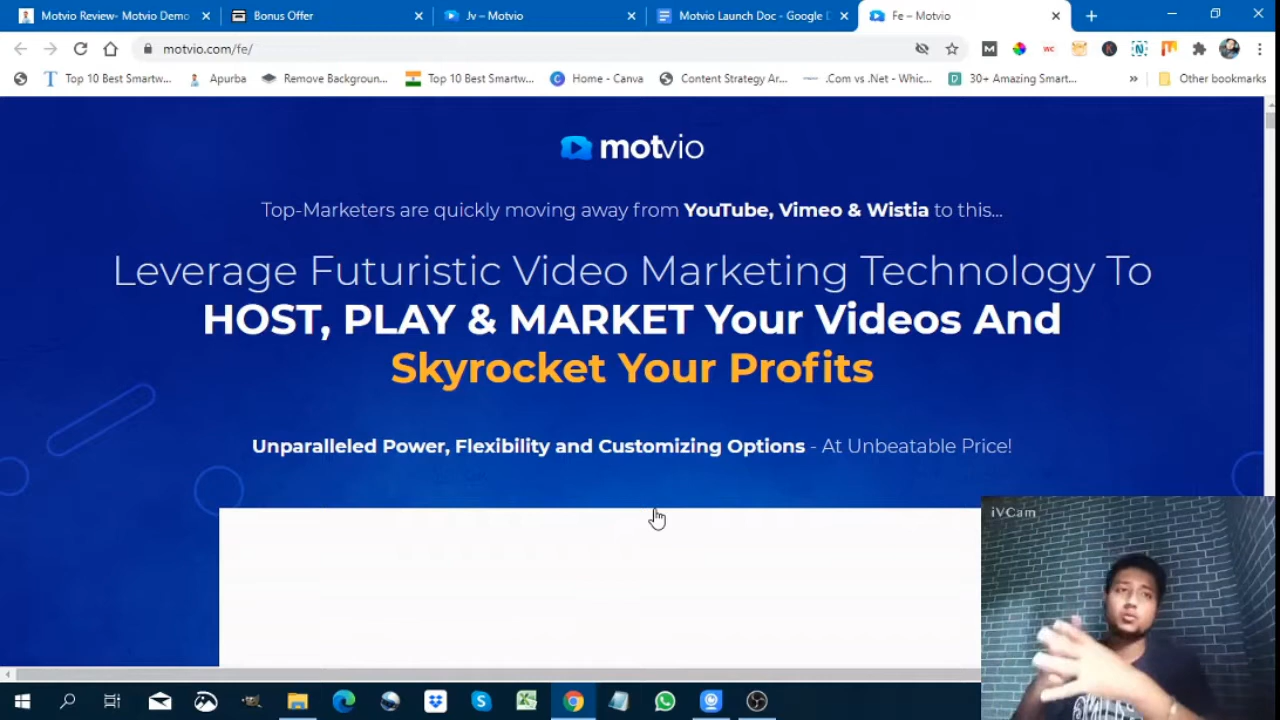 Motvio Review- Motvio Demo
Bonus Offer
Jv – Motvio
Motvio Launch Doc - Google D
Fe – Motvio
motvio.com/fe/
Top 10 Best Smartw...
Apurba
Remove Backgroun...
Top 10 Best Smartw...
Home - Canva
Content Strategy Ar...
.Com vs .Net - Whic...
30+ Amazing Smart...
Other bookmarks
motvio
Top-Marketers are quickly moving away from YouTube, Vimeo & Wistia to this...
Leverage Futuristic Video Marketing Technology To
HOST, PLAY & MARKET Your Videos And
Skyrocket Your Profits
Unparalleled Power, Flexibility and Customizing Options - At Unbeatable Price!
iVCam